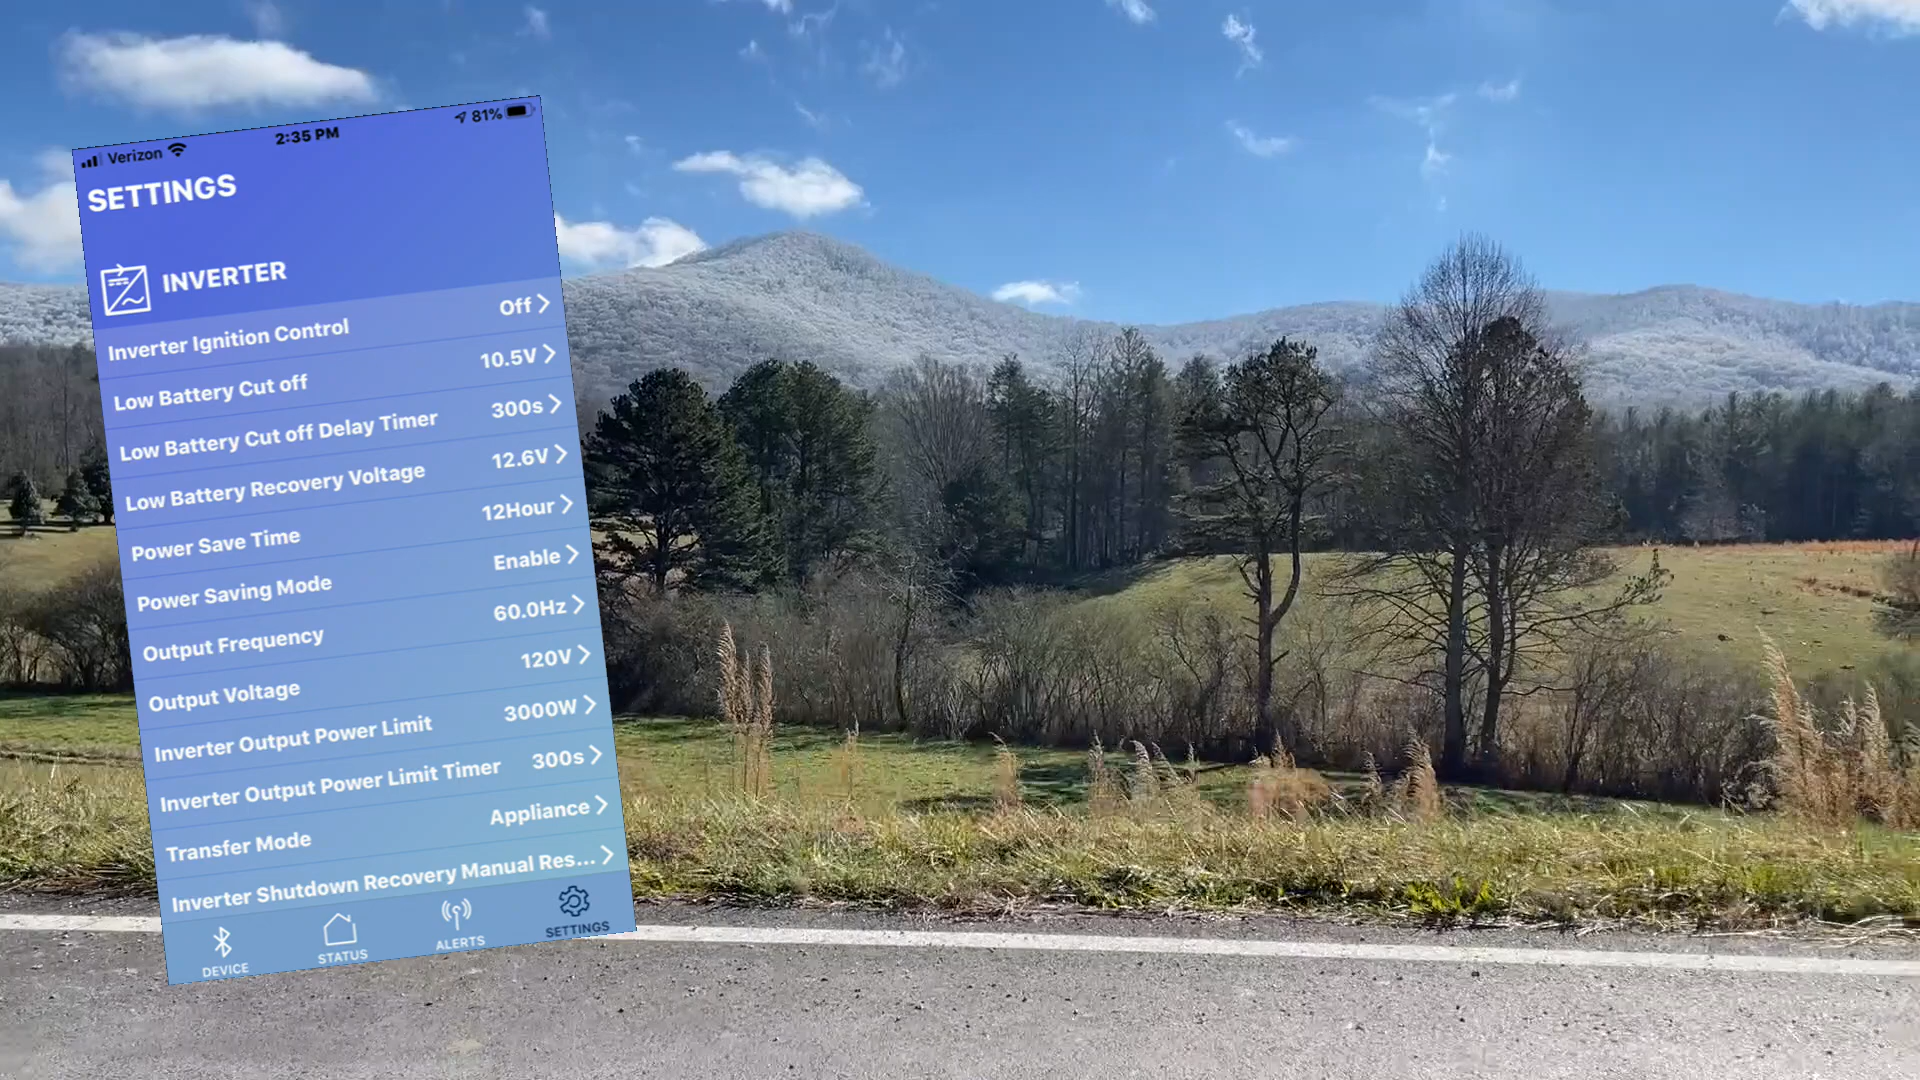 Verizon 2:35 PM 81%
SETTINGS
INVERTER
Inverter Ignition Control Off
Low Battery Cut off 10.5V
Low Battery Cut off Delay Timer 300s
Low Battery Recovery Voltage 12.6V
Power Save Time 12Hour
Power Saving Mode Enable
Output Frequency 60.0Hz
Output Voltage 120V
Inverter Output Power Limit 3000W
Inverter Output Power Limit Timer 300s
Transfer Mode Appliance
Inverter Shutdown Recovery Manual Res...
DEVICE STATUS ALERTS SETTINGS